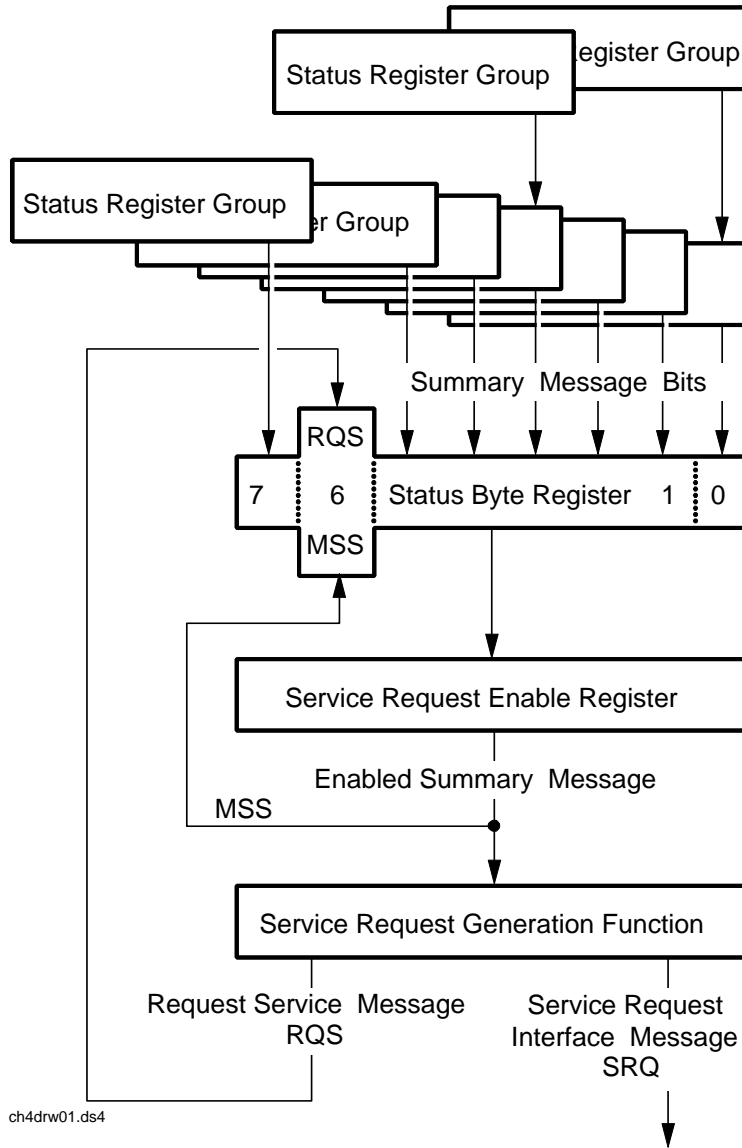 egister Group
Status Register Group
Status Register Group
er Group
Summary Message Bits
RQS
7 6 Status Byte Register 1 0
MSS
Service Request Enable Register
Enabled Summary Message
MSS
Service Request Generation Function
Request Service Message
RQS
Service Request
Interface Message
SRQ
ch4drw01.ds4